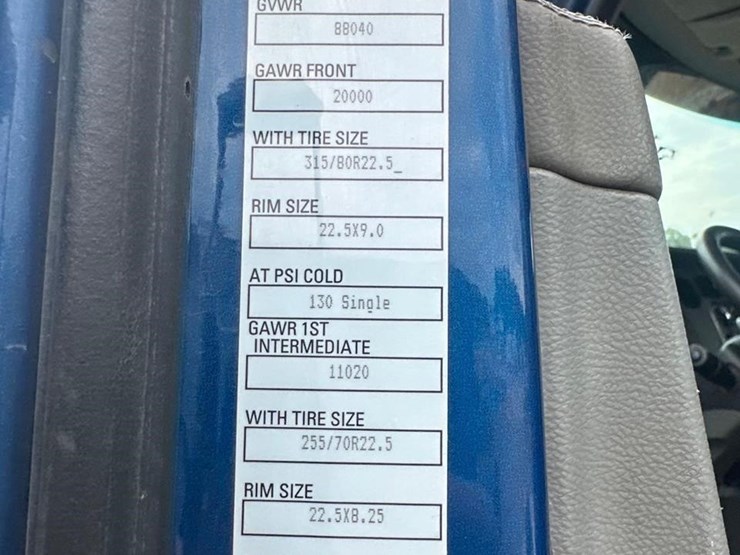 GVWR
88040
GAWR FRONT
20000
WITH TIRE SIZE
315/80R22.5_
RIM SIZE
22.5X9.0
AT PSI COLD
130 Single
GAWR 1ST
INTERMEDIATE
11020
WITH TIRE SIZE
255/70R22.5
RIM SIZE
22.5X8.25